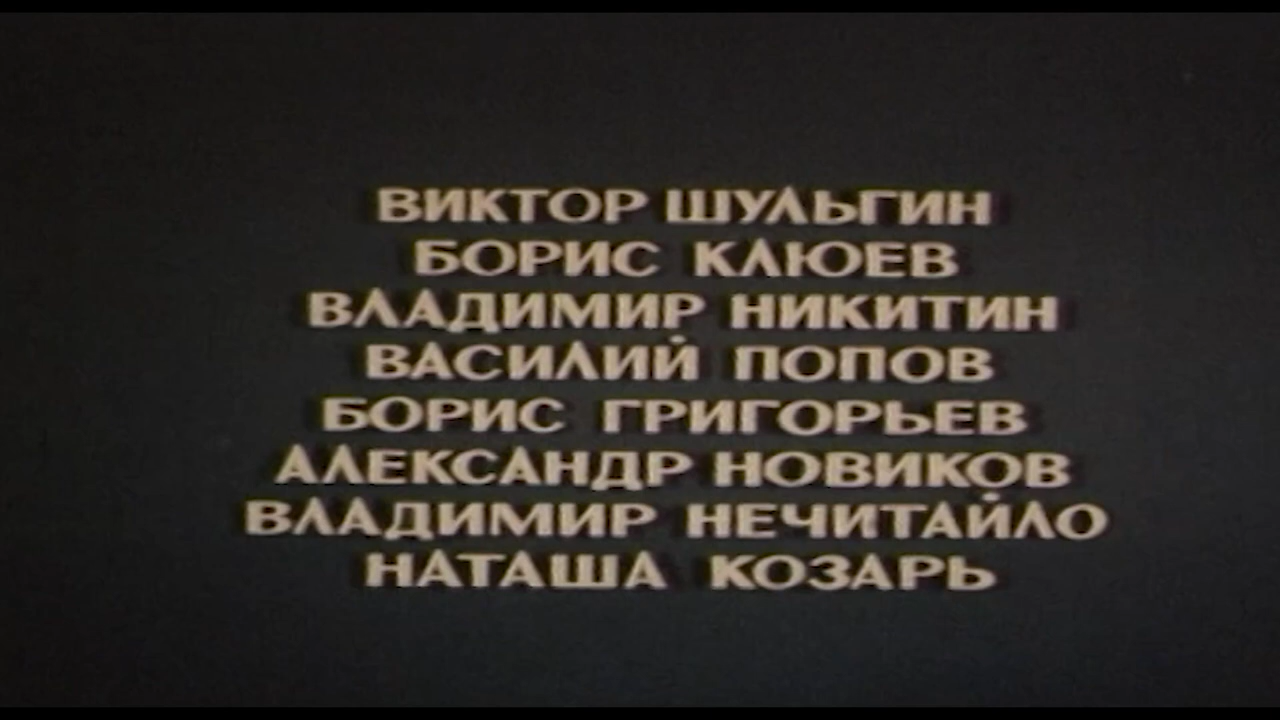 ВИКТОР ШУЛЬГИН
БОРИС КЛЮЕВ
ВЛАДИМИР НИКИТИН
ВАСИЛИЙ ПОПОВ
БОРИС ГРИГОРЬЕВ
АЛЕКСАНДР НОВИКОВ
ВЛАДИМИР НЕЧИТАЙЛО
НАТАША КОЗАРЬ